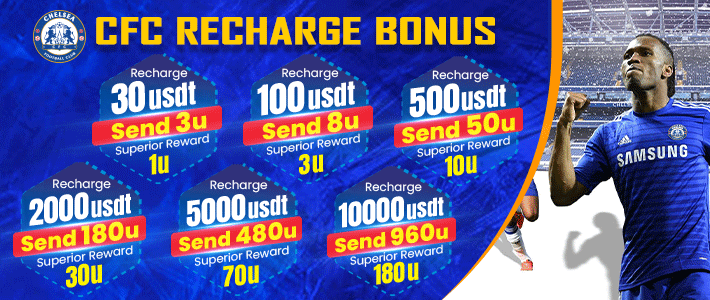 CHELSEA
FOOTBALL CLUB
CFC RECHARGE BONUS
Recharge
30usdt
Send 3u
Superior Reward
1u
Recharge
100usdt
Send 8u
Superior Reward
3u
Recharge
500usdt
Send 50u
Superior Reward
10u
Recharge
2000usdt
Send 180u
Superior Reward
30u
Recharge
5000usdt
Send 480u
Superior Reward
70u
Recharge
10000usdt
Send 960u
Superior Reward
180u
SAMSUNG